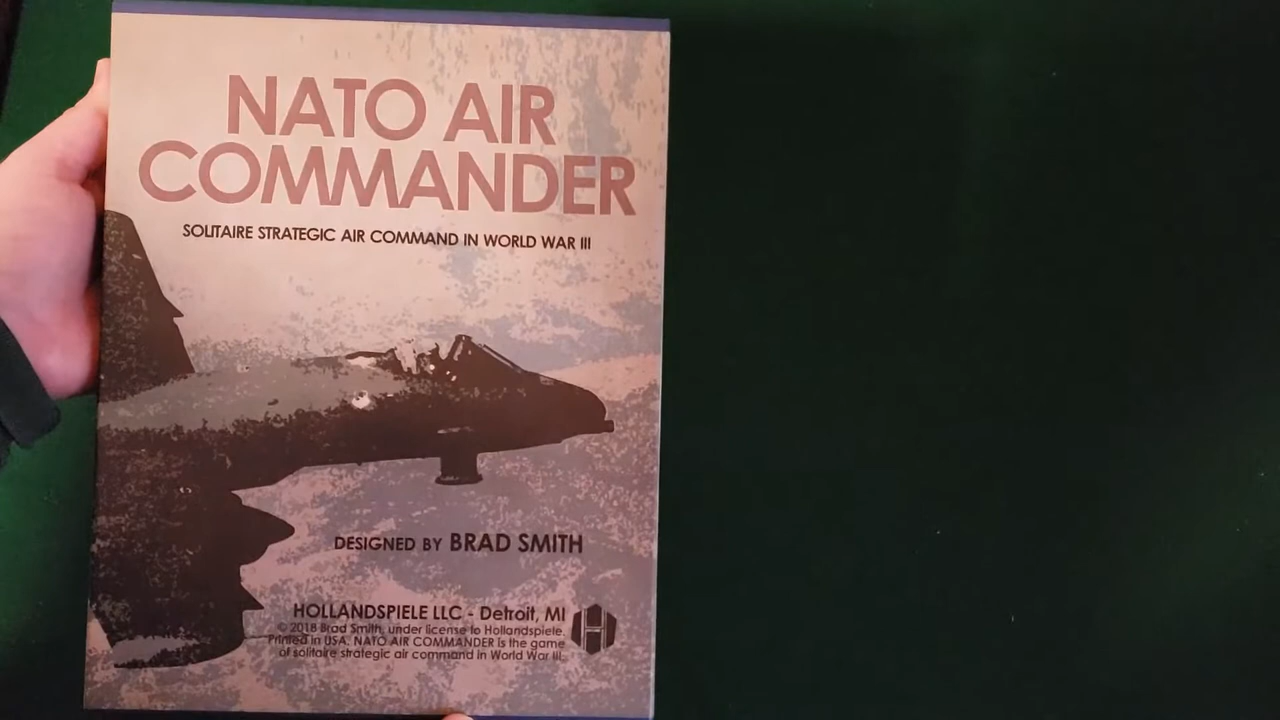 NATO AIR
COMMANDER
SOLITAIRE STRATEGIC AIR COMMAND IN WORLD WAR III
DESIGNED BY BRAD SMITH
HOLLANDSPIELE LLC - Detroit, MI
© 2018 Brad Smith, under license to Hollandspiele.
Printed in USA. NATO AIR COMMANDER is the game
of solitaire strategic air command in World War III.